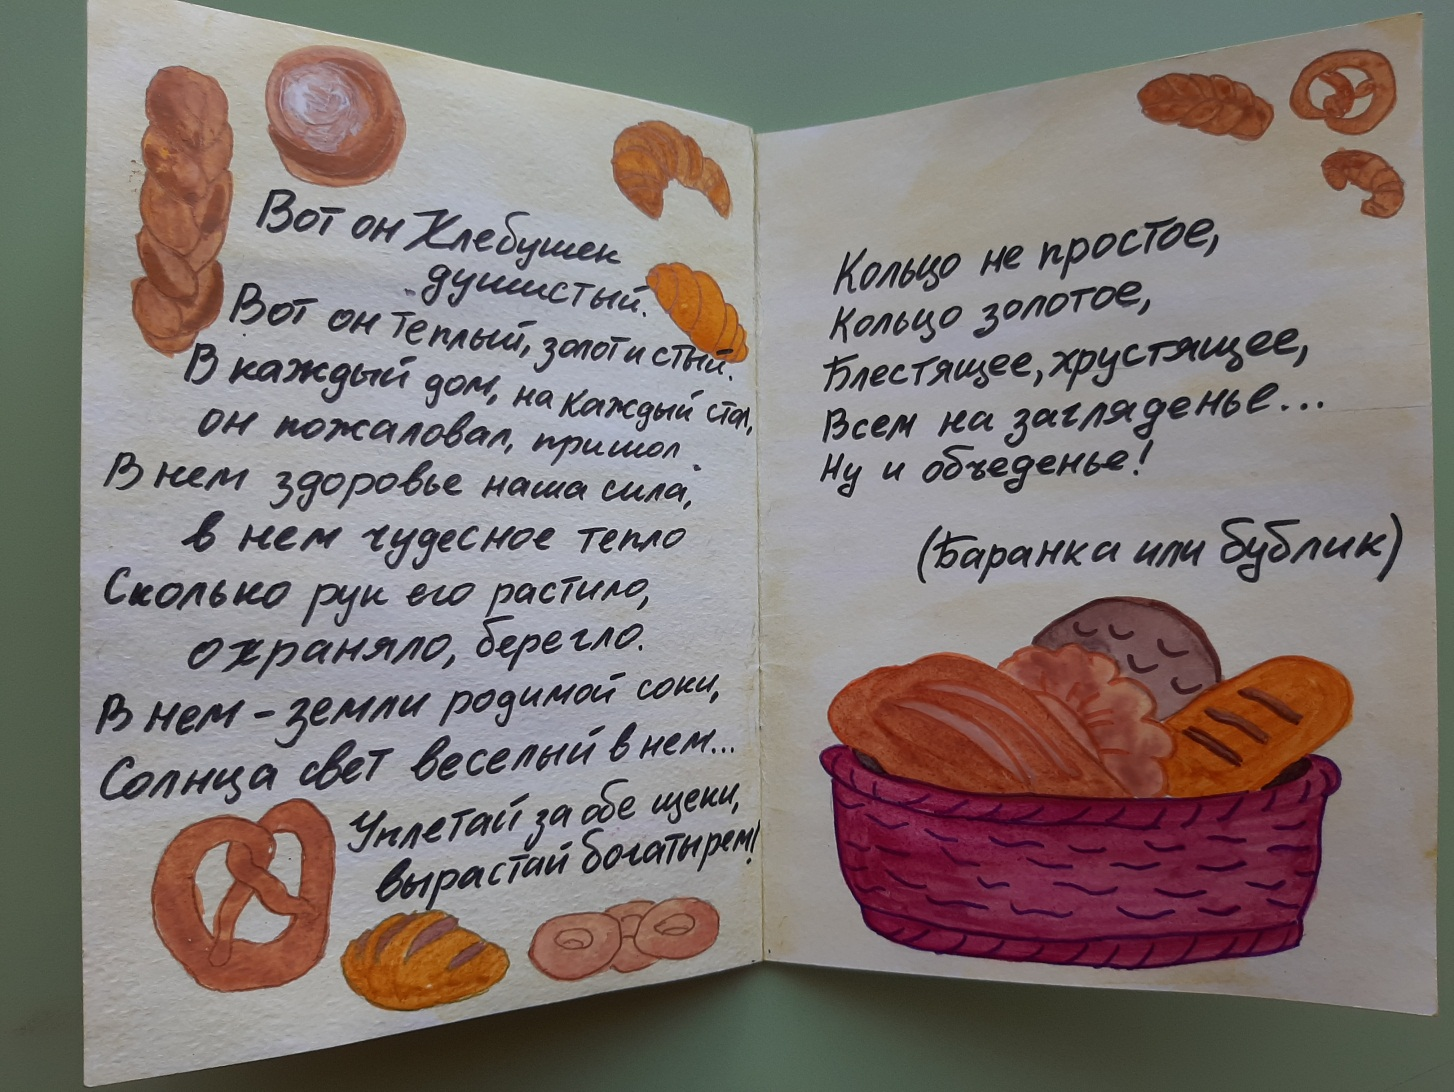 Вот он Хлебушек
душистый.
Вот он теплый, золотистый.
В каждый дом, на каждый стол,
он пожаловал, пришол.
В нем здоровье наша сила,
в нем чудесное тепло
Сколько рук его растило,
охраняло, берегло.
В нем - земли родимой соки,
Солнца свет веселый в нем...
Уплетай за обе щеки,
вырастай богатырем!
Кольцо не простое,
Кольцо золотое,
Блестящее, хрустящее,
Всем на загляденье...
Ну и объеденье!
(Баранка или бублик)